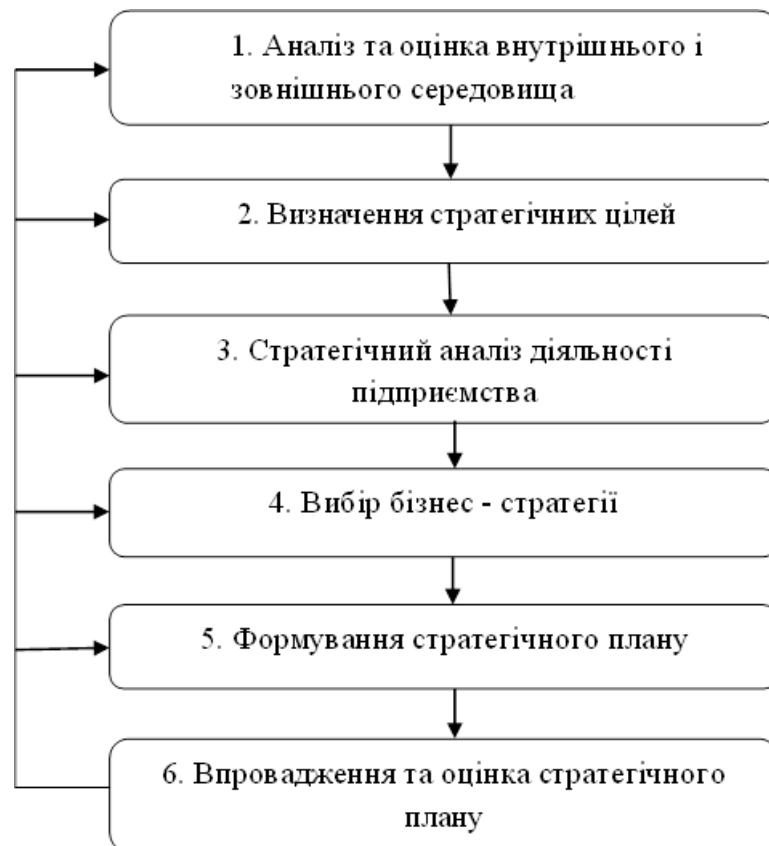 1. Аналіз та оцінка внутрішнього і
зовнішнього середовища
2. Визначення стратегічних цілей
3. Стратегічний аналіз діяльності
підприємства
4. Вибір бізнес - стратегії
5. Формування стратегічного плану
6. Впровадження та оцінка стратегічного
плану